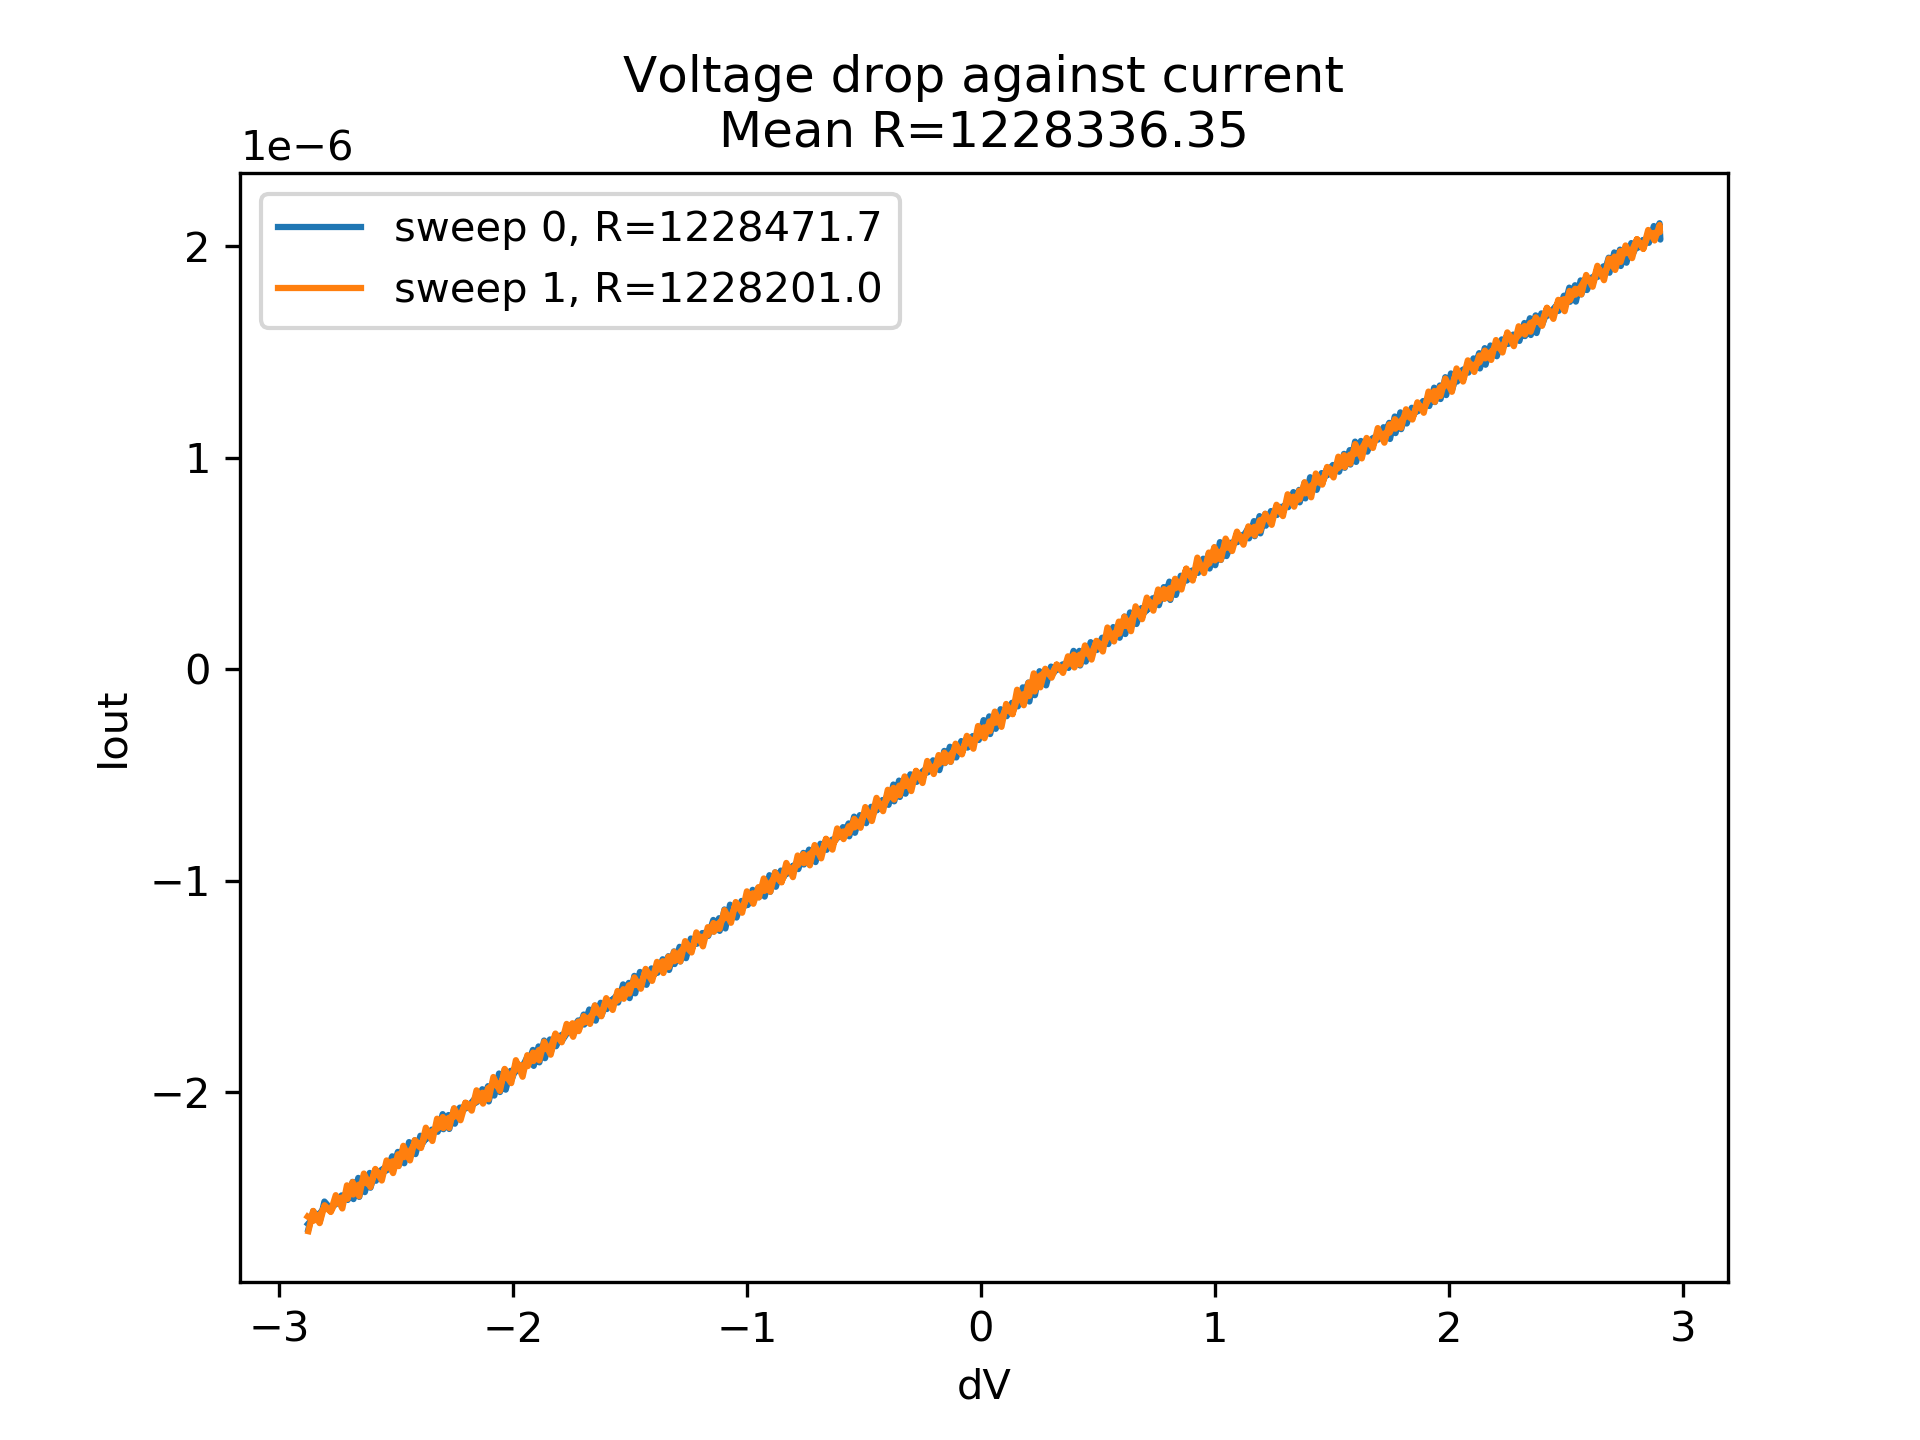 Voltage drop against current
Mean R=1228336.35
1e−6
sweep 0, R=1228471.7
sweep 1, R=1228201.0
2
1
0
−1
−2
Iout
−3 −2 −1 0 1 2 3
dV